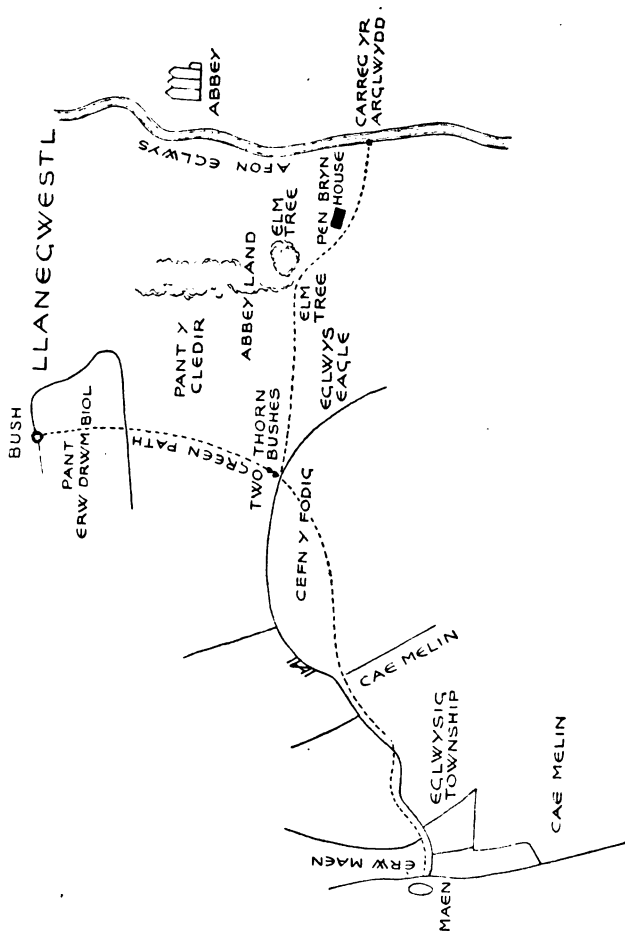 LLANEGWESTL
BUSH
PANT
ERW DRWM BIOL
GREEN PATH
TWO THORN
BUSHES
PANT Y
CLEDIR
ABBEY LAND
ELM
TREE
ELM
TREE
AFON EGLWYS
ABBEY
PEN BRYN
HOUSE
CARREG YR
ARGLWYDD
EGLWYS
EAGLE
CEFN Y FODIG
CAE MELIN
EGLWYSIG
TOWNSHIP
CAE MELIN
ERW MAEN
MAEN